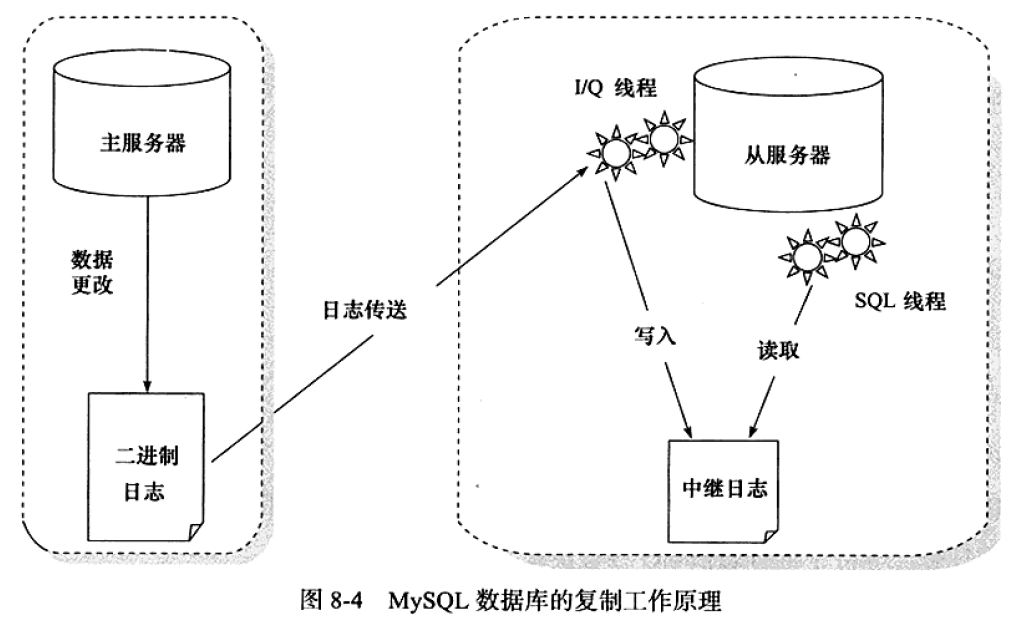 主服务器
数据
更改
二进制
日志
日志传送
I/Q 线程
从服务器
SQL 线程
写入
读取
中继日志
图 8-4 MySQL 数据库的复制工作原理